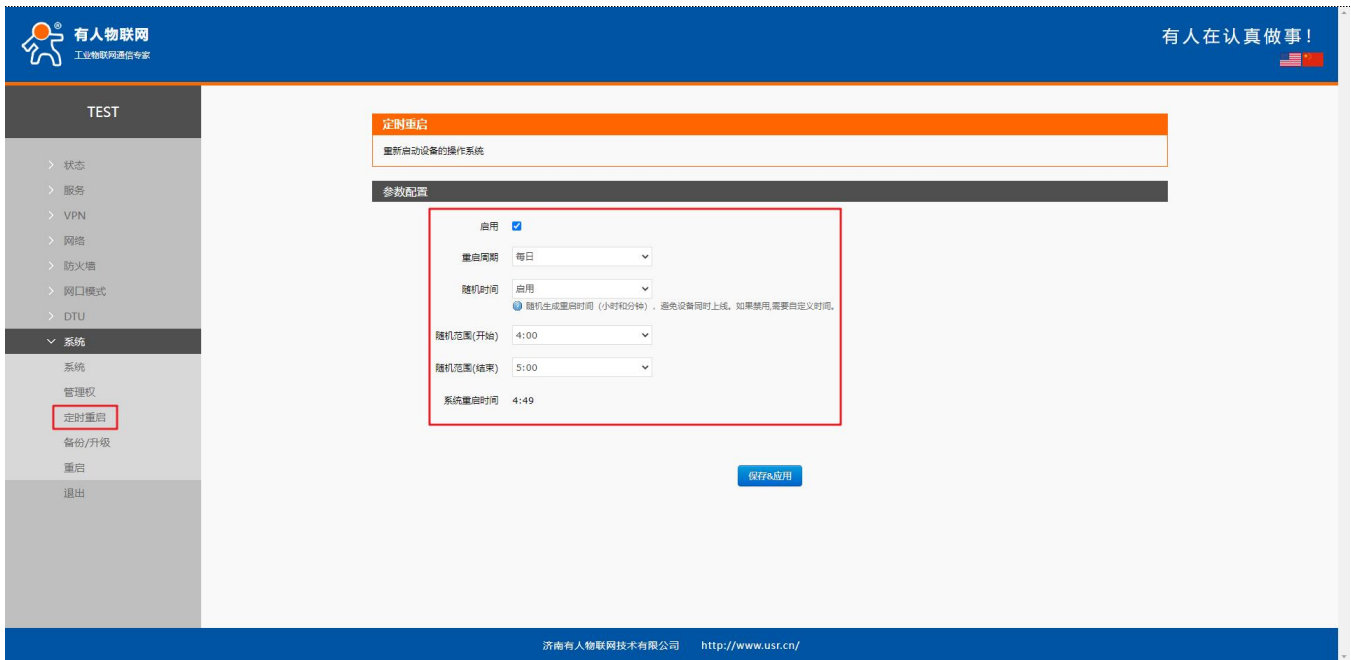 有人物联网
®
工业物联网通信专家
有人在认真做事!
TEST
状态
服务
VPN
网络
防火墙
网口模式
DTU
系统
系统
管理权
定时重启
备份/升级
重启
退出
定时重启
重新启动设备的操作系统
参数配置
启用
重启周期 每日
随机时间 启用
随机生成重启时间（小时和分钟）, 避免设备同时上线。如果禁用,需要自定义时间。
随机范围(开始) 4:00
随机范围(结束) 5:00
系统重启时间 4:49
保存&应用
济南有人物联网技术有限公司 http://www.usr.cn/